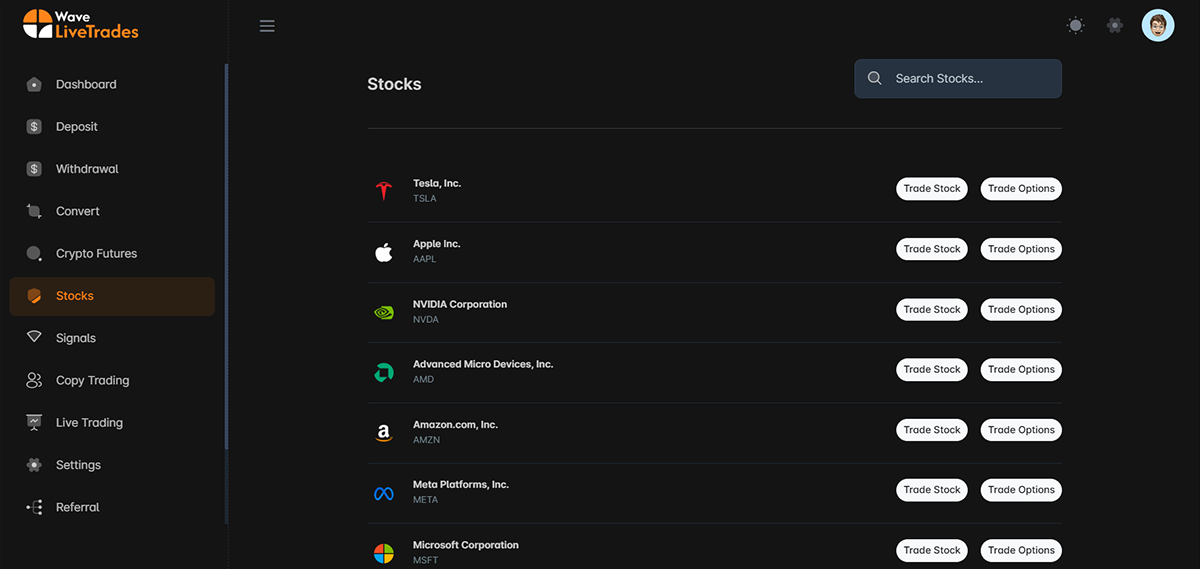 Wave
LiveTrades
Dashboard
Deposit
Withdrawal
Convert
Crypto Futures
Stocks
Signals
Copy Trading
Live Trading
Settings
Referral
Stocks
Search Stocks...
Tesla, Inc.
TSLA
Trade Stock Trade Options
Apple Inc.
AAPL
Trade Stock Trade Options
NVIDIA Corporation
NVDA
Trade Stock Trade Options
Advanced Micro Devices, Inc.
AMD
Trade Stock Trade Options
Amazon.com, Inc.
AMZN
Trade Stock Trade Options
Meta Platforms, Inc.
META
Trade Stock Trade Options
Microsoft Corporation
MSFT
Trade Stock Trade Options